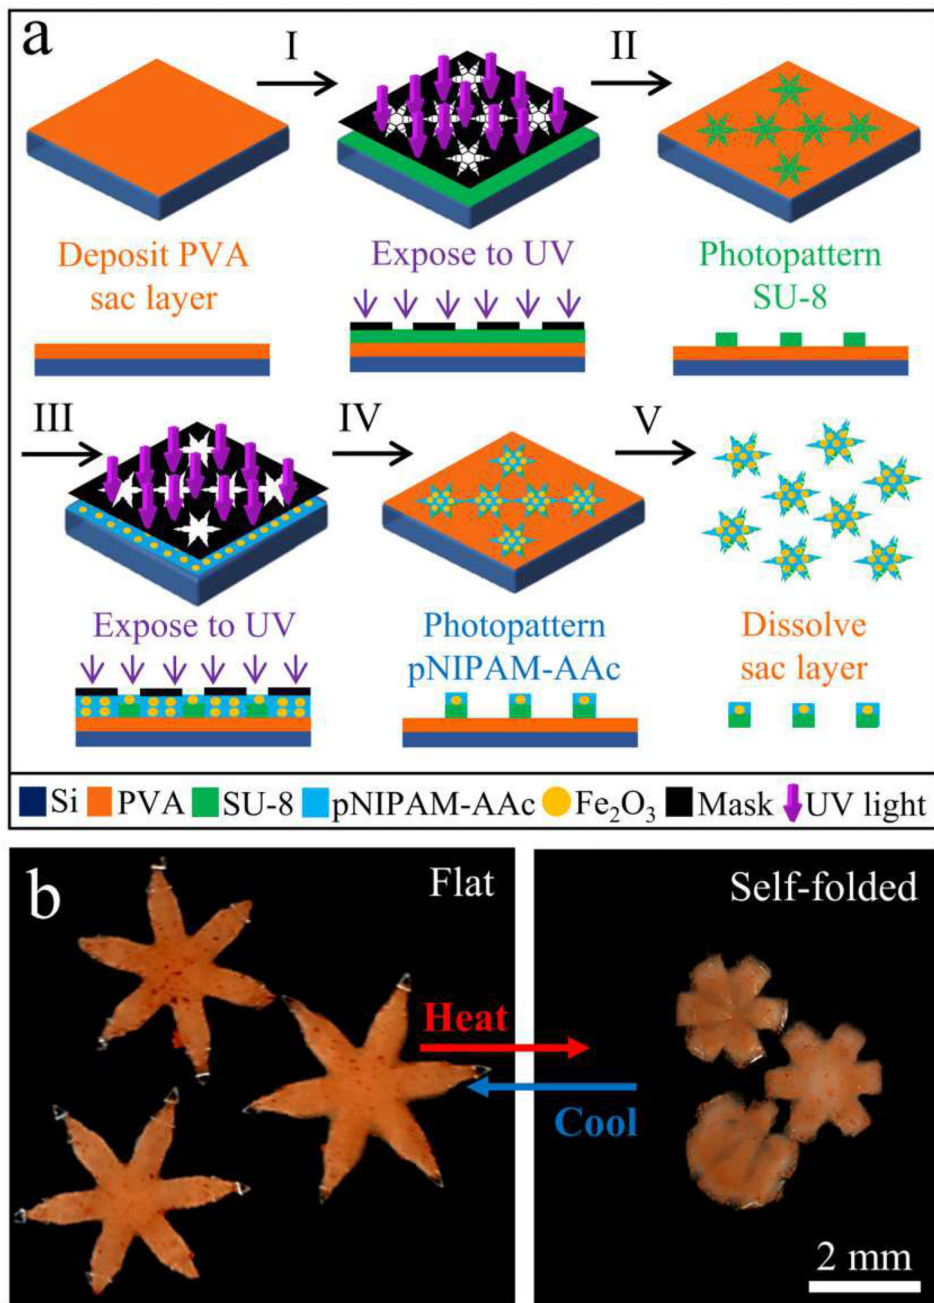 a
I
II
Deposit PVA
sac layer
Expose to UV
Photopattern
SU-8
III
IV
V
Expose to UV
Photopattern
pNIPAM-AAc
Dissolve
sac layer
Si PVA SU-8 pNIPAM-AAc Fe₂O₃ Mask UV light
b
Flat
Self-folded
Heat
Cool
2 mm